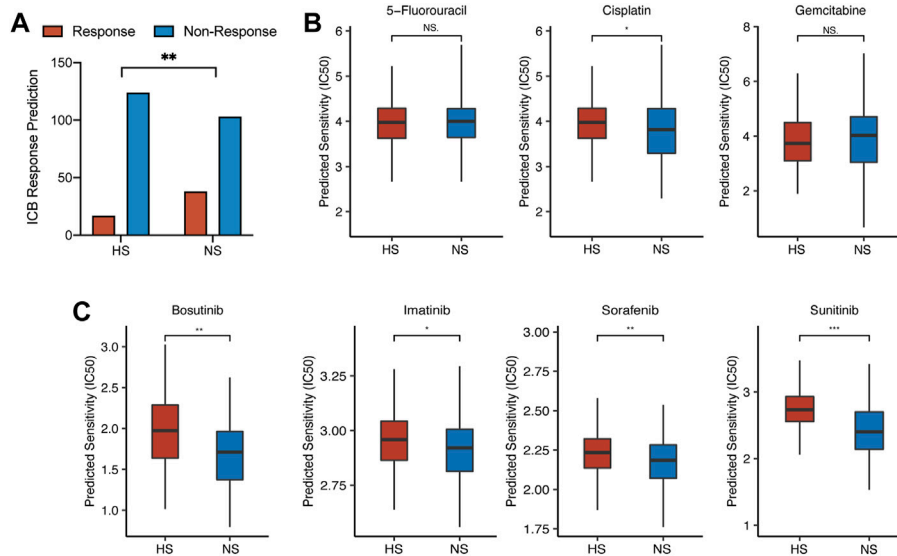 A
Response
Non-Response
ICB Response Prediction
150
100
50
0
**
HS
NS
B
5−Fluorouracil
Predicted Sensitivity (IC50)
6
5
4
3
2
NS.
HS
NS
Cisplatin
Predicted Sensitivity (IC50)
6
5
4
3
2
*
HS
NS
Gemcitabine
Predicted Sensitivity (IC50)
8
6
4
2
NS.
HS
NS
C
Bosutinib
Predicted Sensitivity (IC50)
3.0
2.5
2.0
1.5
1.0
**
HS
NS
Imatinib
Predicted Sensitivity (IC50)
3.25
3.00
2.75
*
HS
NS
Sorafenib
Predicted Sensitivity (IC50)
3.00
2.75
2.50
2.25
2.00
1.75
**
HS
NS
Sunitinib
Predicted Sensitivity (IC50)
3
2
1
***
HS
NS